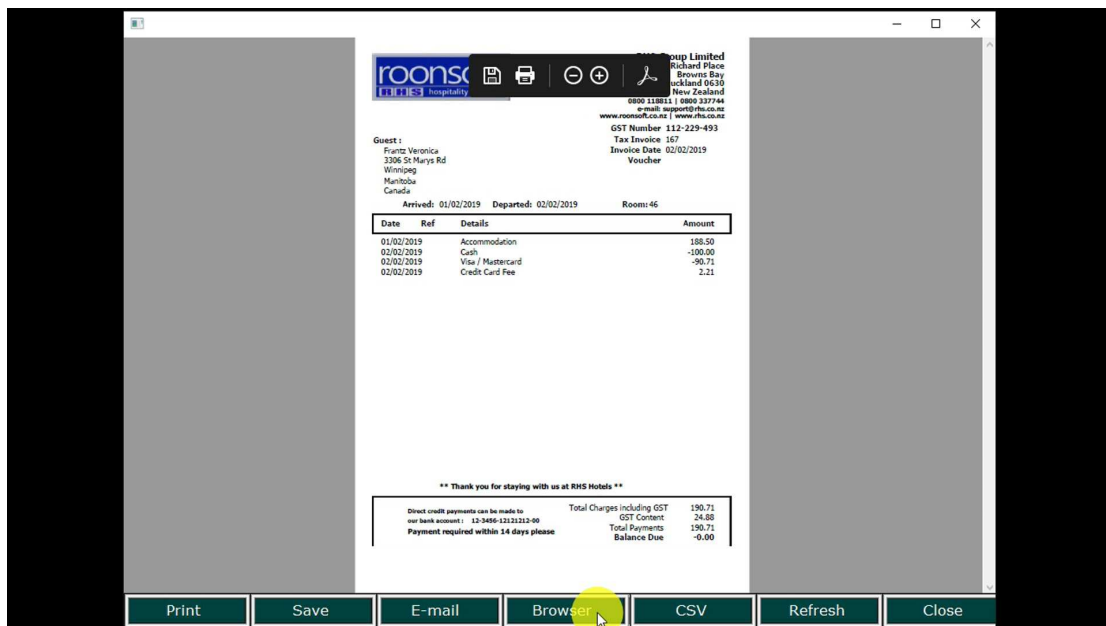 roons
RHS hospitality
oup Limited
Richard Place
Browns Bay
uckland 0630
New Zealand
0800 118811 | 0800 337744
e-mail: support@rhs.co.nz
www.roonsoft.co.nz | www.rhs.co.nz
GST Number 112-229-493
Tax Invoice 167
Invoice Date 02/02/2019
Voucher
Guest :
Frantz Veronica
3306 St Marys Rd
Winnipeg
Manitoba
Canada
Arrived: 01/02/2019 Departed: 02/02/2019 Room: 46
Date Ref Details Amount
01/02/2019 Accommodation 188.50
02/02/2019 Cash -100.00
02/02/2019 Visa / Mastercard -90.71
02/02/2019 Credit Card Fee 2.21
** Thank you for staying with us at RHS Hotels **
Direct credit payments can be made to
our bank account : 12-3456-12121212-00
Payment required within 14 days please
Total Charges including GST 190.71
GST Content 24.88
Total Payments 190.71
Balance Due -0.00
Print Save E-mail Browser CSV Refresh Close